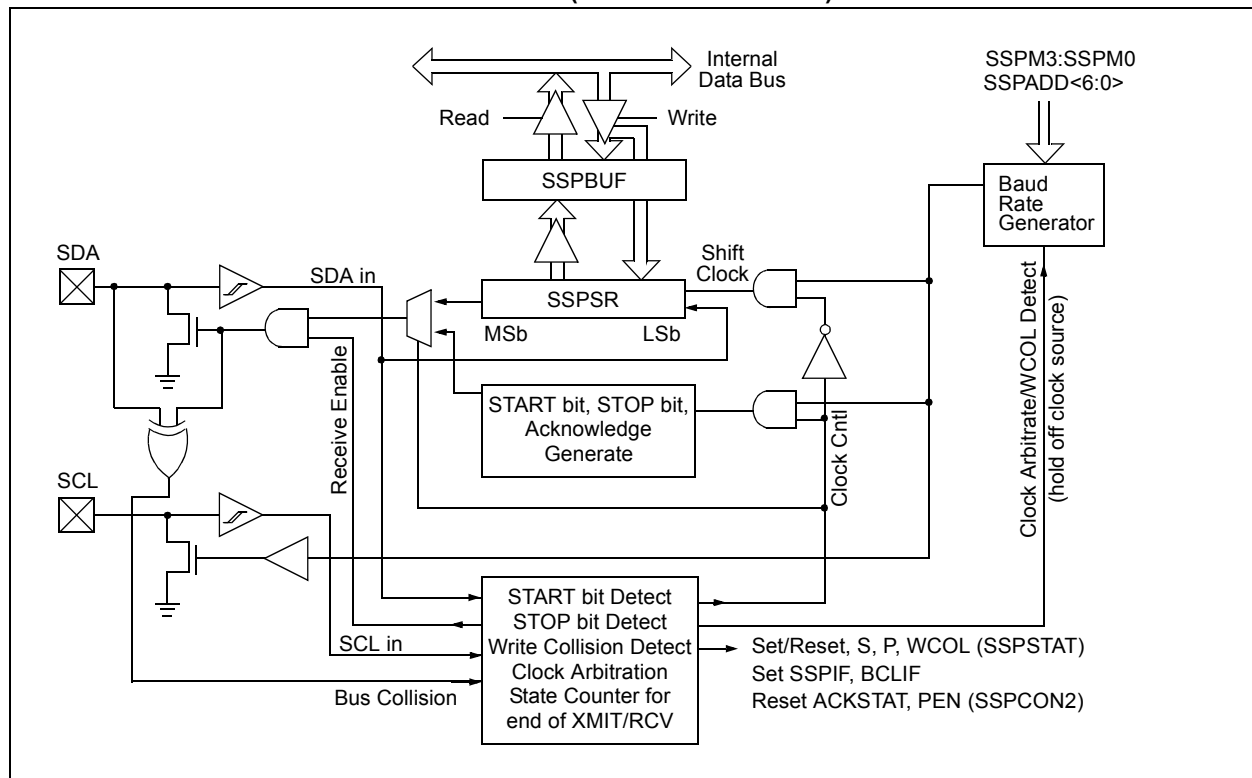 Internal
Data Bus
SSPM3:SSPM0
SSPADD<6:0>
Read
Write
SSPBUF
Baud
Rate
Generator
SDA
SDA in
Shift
Clock
SSPSR
MSb
LSb
START bit, STOP bit,
Acknowledge
Generate
Receive Enable
Clock Cntl
Clock Arbitrate/WCOL Detect
(hold off clock source)
SCL
SCL in
Bus Collision
START bit Detect
STOP bit Detect
Write Collision Detect
Clock Arbitration
State Counter for
end of XMIT/RCV
Set/Reset, S, P, WCOL (SSPSTAT)
Set SSPIF, BCLIF
Reset ACKSTAT, PEN (SSPCON2)